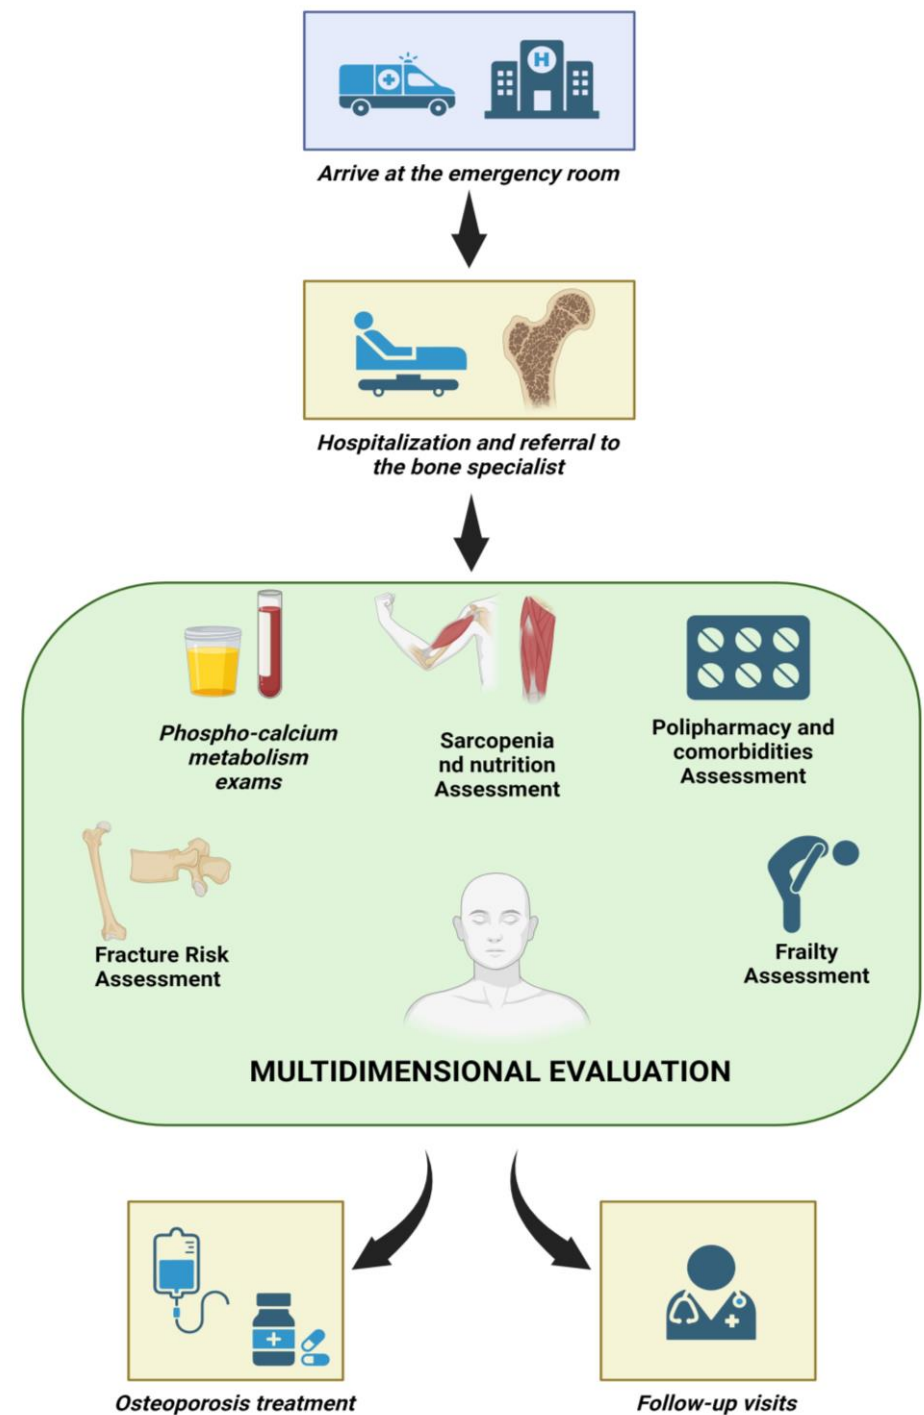 H
Arrive at the emergency room
Hospitalization and referral to
the bone specialist
Phospho-calcium
metabolism
exams
Sarcopenia
nd nutrition
Assessment
Polipharmacy and
comorbidities
Assessment
Fracture Risk
Assessment
Frailty
Assessment
MULTIDIMENSIONAL EVALUATION
Osteoporosis treatment
Follow-up visits